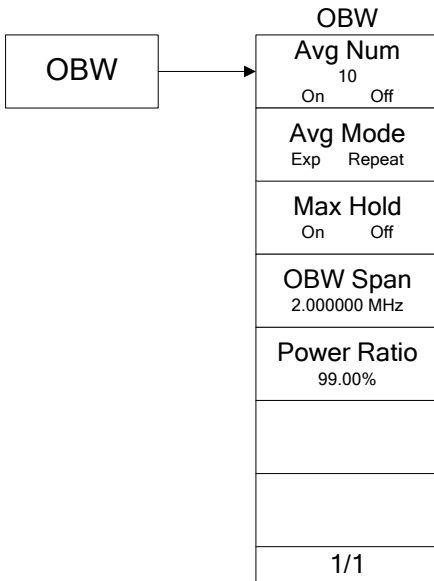 OBW
OBW
Avg Num
10
On Off
Avg Mode
Exp Repeat
Max Hold
On Off
OBW Span
2.000000 MHz
Power Ratio
99.00%
1/1